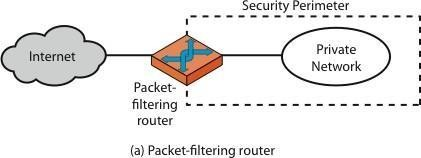 Security Perimeter
Internet
Private
Network
Packet-
filtering
router
(a) Packet-filtering router